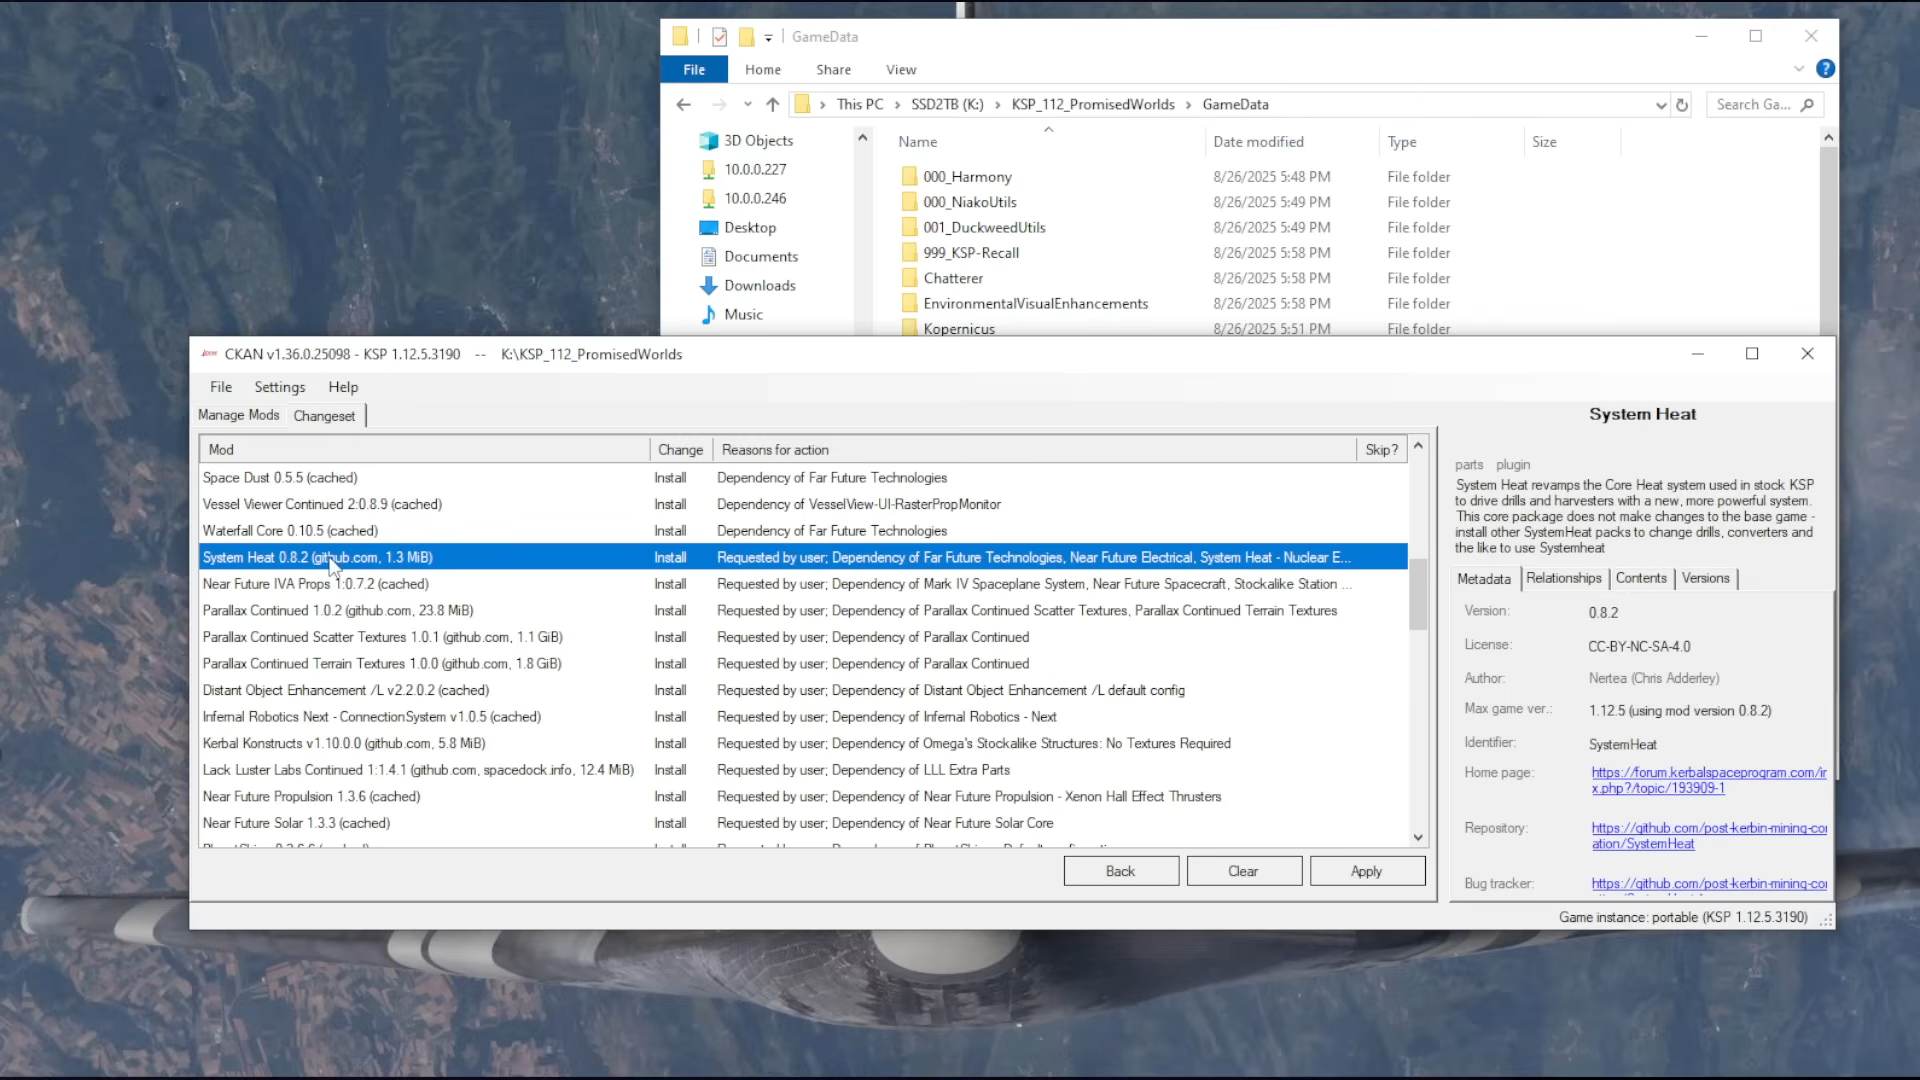 GameData
File
Home
Share
View
This PC
SSD2TB (K:)
KSP_112_PromisedWorlds
GameData
Search Ga...
3D Objects
10.0.0.227
10.0.0.246
Desktop
Documents
Downloads
Music
Name
Date modified
Type
Size
000_Harmony 8/26/2025 5:48 PM File folder
000_NiakoUtils 8/26/2025 5:49 PM File folder
001_DuckweedUtils 8/26/2025 5:49 PM File folder
999_KSP-Recall 8/26/2025 5:58 PM File folder
Chatterer 8/26/2025 5:58 PM File folder
EnvironmentalVisualEnhancements 8/26/2025 5:58 PM File folder
Kopernicus 8/26/2025 5:51 PM File folder
CKAN v1.36.0.25098 - KSP 1.12.5.3190 -- K:\KSP_112_PromisedWorlds
File Settings Help
Manage Mods Changeset
Mod Change Reasons for action Skip?
Space Dust 0.5.5 (cached) Install Dependency of Far Future Technologies
Vessel Viewer Continued 2:0.8.9 (cached) Install Dependency of VesselView-UI-RasterPropMonitor
Waterfall Core 0.10.5 (cached) Install Dependency of Far Future Technologies
System Heat 0.8.2 (github.com, 1.3 MiB) Install Requested by user; Dependency of Far Future Technologies, Near Future Electrical, System Heat - Nuclear E...
Near Future IVA Props 1:0.7.2 (cached) Install Requested by user; Dependency of Mark IV Spaceplane System, Near Future Spacecraft, Stockalike Station ...
Parallax Continued 1.0.2 (github.com, 23.8 MiB) Install Requested by user; Dependency of Parallax Continued Scatter Textures, Parallax Continued Terrain Textures
Parallax Continued Scatter Textures 1.0.1 (github.com, 1.1 GiB) Install Requested by user; Dependency of Parallax Continued
Parallax Continued Terrain Textures 1.0.0 (github.com, 1.8 GiB) Install Requested by user; Dependency of Parallax Continued
Distant Object Enhancement /L v2.2.0.2 (cached) Install Requested by user; Dependency of Distant Object Enhancement /L default config
Infernal Robotics Next - ConnectionSystem v1.0.5 (cached) Install Requested by user; Dependency of Infernal Robotics - Next
Kerbal Konstructs v1.10.0.0 (github.com, 5.8 MiB) Install Requested by user; Dependency of Omega's Stockalike Structures: No Textures Required
Lack Luster Labs Continued 1:1.4.1 (github.com, spacedock.info, 12.4 MiB) Install Requested by user; Dependency of LLL Extra Parts
Near Future Propulsion 1.3.6 (cached) Install Requested by user; Dependency of Near Future Propulsion - Xenon Hall Effect Thrusters
Near Future Solar 1.3.3 (cached) Install Requested by user; Dependency of Near Future Solar Core
Back Clear Apply
System Heat
parts plugin
System Heat revamps the Core Heat system used in stock KSP
to drive drills and harvesters with a new, more powerful system.
This core package does not make changes to the base game -
install other SystemHeat packs to change drills, converters and
the like to use Systemheat
Metadata Relationships Contents Versions
Version: 0.8.2
License: CC-BY-NC-SA-4.0
Author: Nertea (Chris Adderley)
Max game ver.: 1.12.5 (using mod version 0.8.2)
Identifier: SystemHeat
Home page: https://forum.kerbalspaceprogram.com/in
x.php?/topic/193909-1
Repository: https://github.com/post-kerbin-mining-cor
ation/SystemHeat
Bug tracker: https://github.com/post-kerbin-mining-cor
Game instance: portable (KSP 1.12.5.3190)